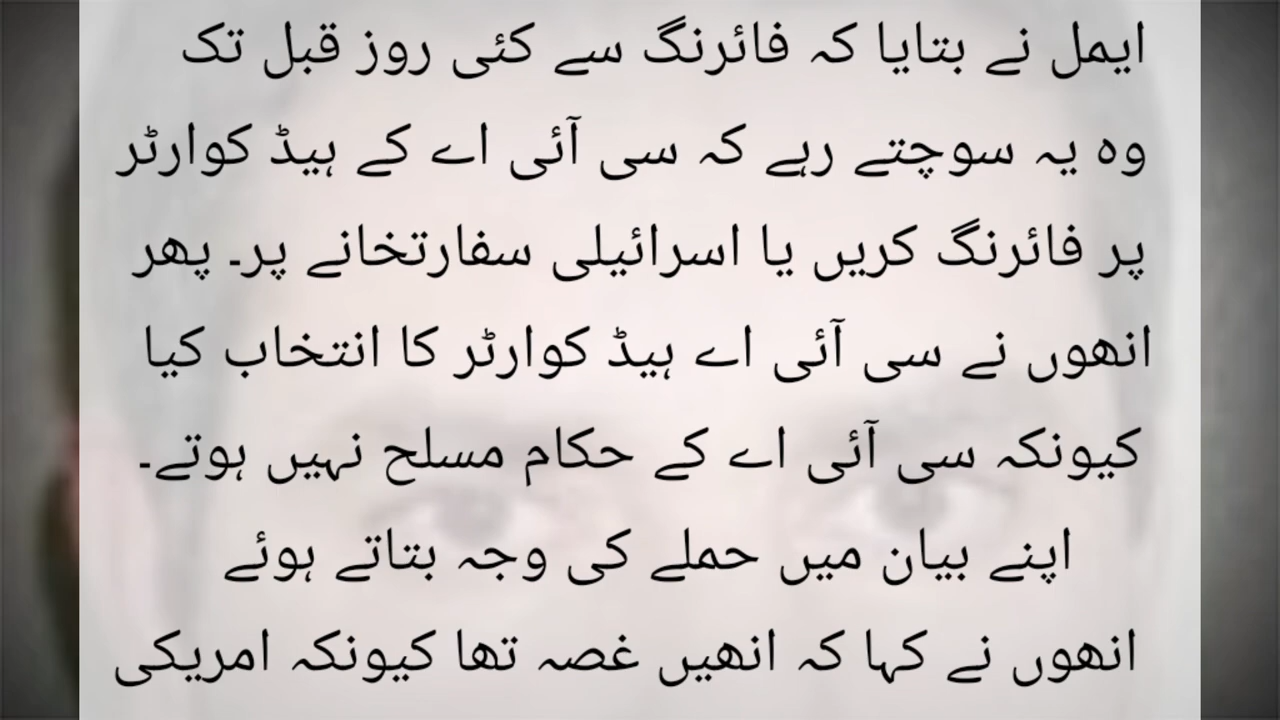 ایمل نے بتایا کہ فائرنگ سے کئی روز قبل تک
وہ یہ سوچتے رہے کہ سی آئی اے کے ہیڈ کوارٹر
پر فائرنگ کریں یا اسرائیلی سفارتخانے پر۔ پھر
انھوں نے سی آئی اے ہیڈ کوارٹر کا انتخاب کیا
کیونکہ سی آئی اے کے حکام مسلح نہیں ہوتے۔
اپنے بیان میں حملے کی وجہ بتاتے ہوئے
انھوں نے کہا کہ انھیں غصہ تھا کیونکہ امریکی